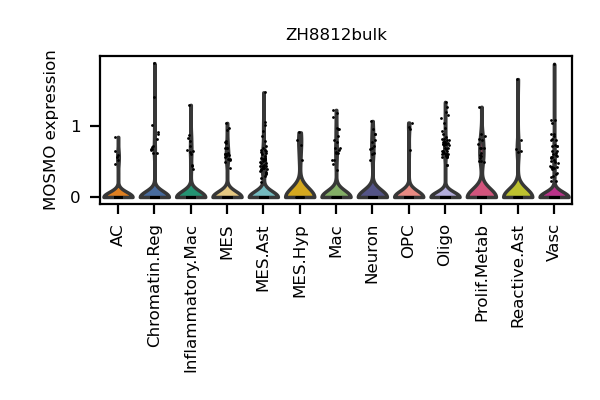 ZH8812bulk
MOSMO expression
1
0
AC
Chromatin.Reg
Inflammatory.Mac
MES
MES.Ast
MES.Hyp
Mac
Neuron
OPC
Oligo
Prolif.Metab
Reactive.Ast
Vasc